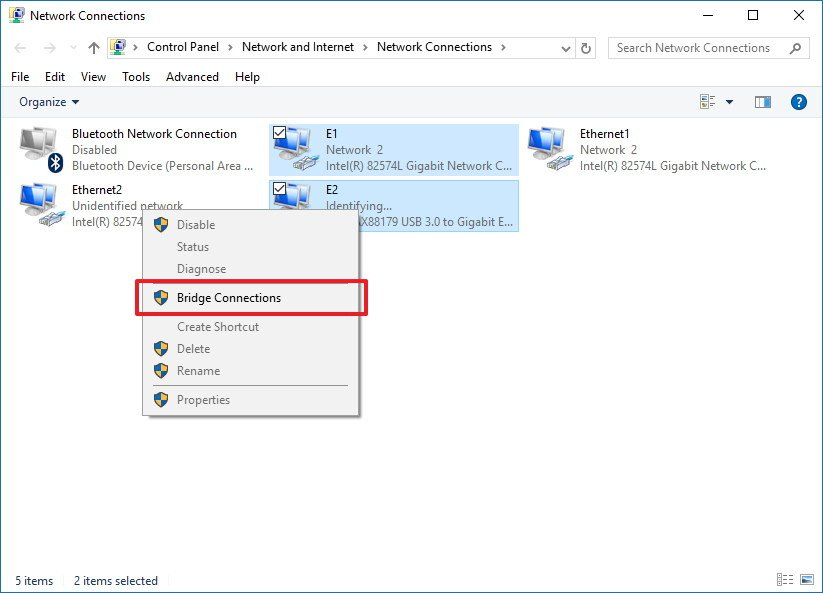 Network Connections
Control Panel > Network and Internet > Network Connections >
Search Network Connections
File Edit View Tools Advanced Help
Organize
Bluetooth Network Connection
Disabled
Bluetooth Device (Personal Area ...
E1
Network 2
Intel(R) 82574L Gigabit Network C...
Ethernet1
Network 2
Intel(R) 82574L Gigabit Network C...
Ethernet2
Unidentified network
Intel(R) 82574
E2
Identifying...
X88179 USB 3.0 to Gigabit E...
Disable
Status
Diagnose
Bridge Connections
Create Shortcut
Delete
Rename
Properties
5 items 2 items selected